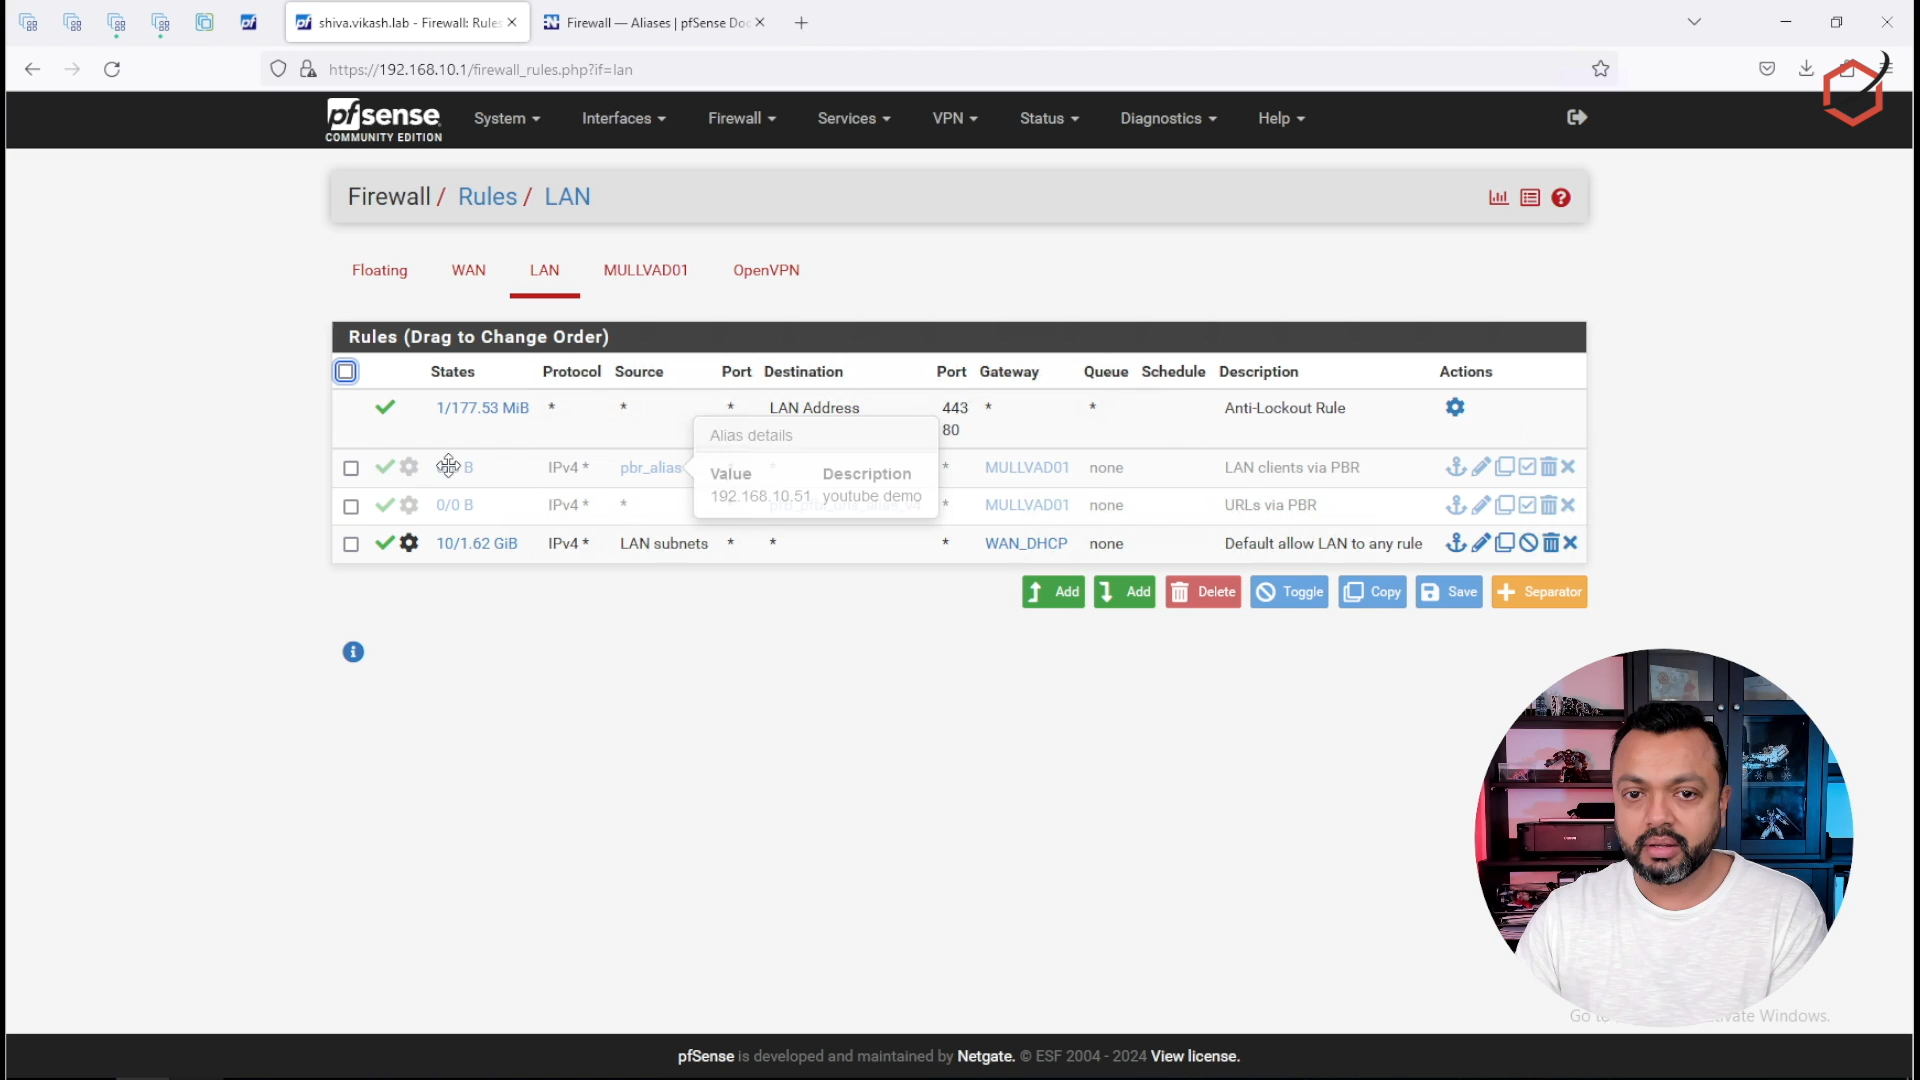 shiva.vikash.lab - Firewall: Rules
Firewall — Aliases | pfSense Doc
https://192.168.10.1/firewall_rules.php?if=lan
pfsense
COMMUNITY EDITION
System
Interfaces
Firewall
Services
VPN
Status
Diagnostics
Help
Firewall / Rules / LAN
Floating
WAN
LAN
MULLVAD01
OpenVPN
Rules (Drag to Change Order)
States Protocol Source Port Destination Port Gateway Queue Schedule Description Actions
1/177.53 MiB * * * LAN Address 443 * * Anti-Lockout Rule
80
Alias details
B IPv4 * pbr_alias * * MULLVAD01 none LAN clients via PBR
Value Description
192.168.10.51 youtube demo
0/0 B IPv4 * * * MULLVAD01 none URLs via PBR
10/1.62 GiB IPv4 * LAN subnets * * * WAN_DHCP none Default allow LAN to any rule
Add
Add
Delete
Toggle
Copy
Save
Separator
Go to vate Windows.
pfSense is developed and maintained by Netgate. © ESF 2004 - 2024 View license.